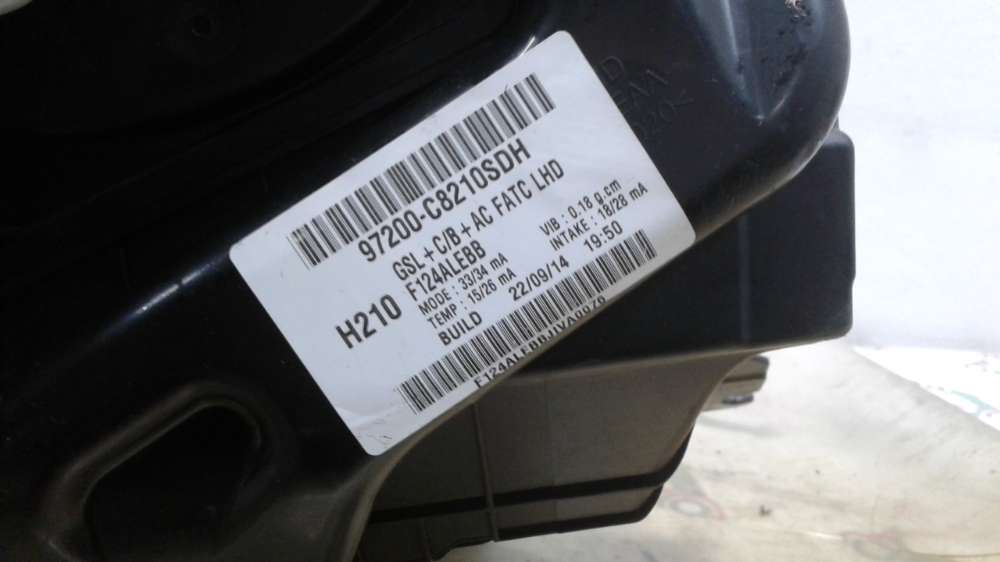 97200-C8210SDH
GSL + C/B + AC FATC LHD
H210
F124ALEBB
MODE : 33/34 mA
VIB : 0.18 g.cm
TEMP : 15/26 mA
INTAKE : 18/28 mA
BUILD 22/09/14 19:50